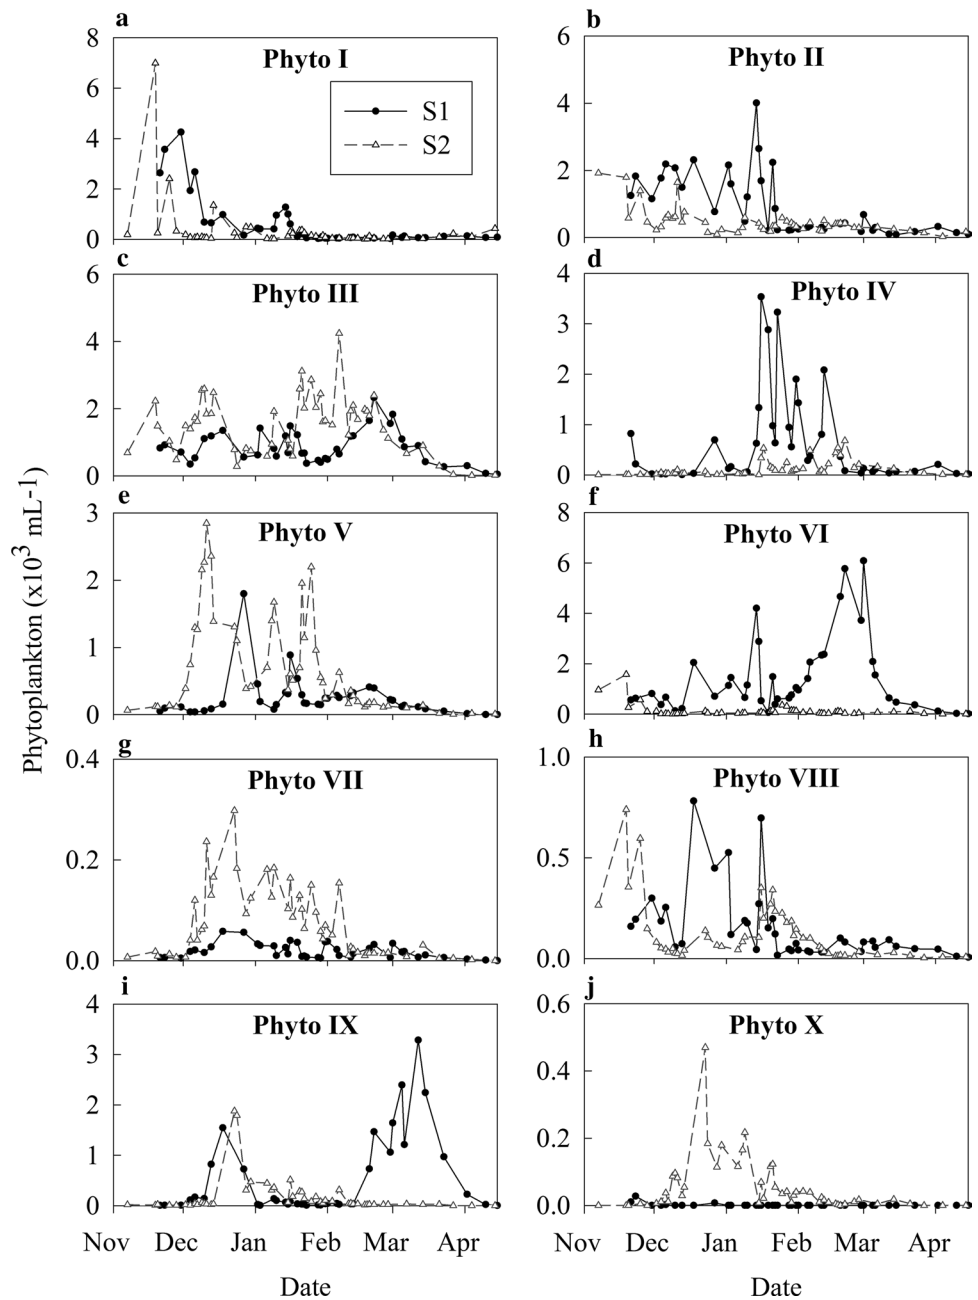 a
Phyto I
8
6
4
2
0
S1
S2
b
Phyto II
6
4
2
0
c
Phyto III
6
4
2
0
d
Phyto IV
4
3
2
1
0
e
Phyto V
3
2
1
0
f
Phyto VI
8
6
4
2
0
g
Phyto VII
0.4
0.2
0.0
h
Phyto VIII
1.0
0.5
0.0
i
Phyto IX
4
3
2
1
0
Nov Dec Jan Feb Mar Apr
Date
j
Phyto X
0.6
0.4
0.2
0.0
Nov Dec Jan Feb Mar Apr
Date
Phytoplankton (x10³ mL-¹)